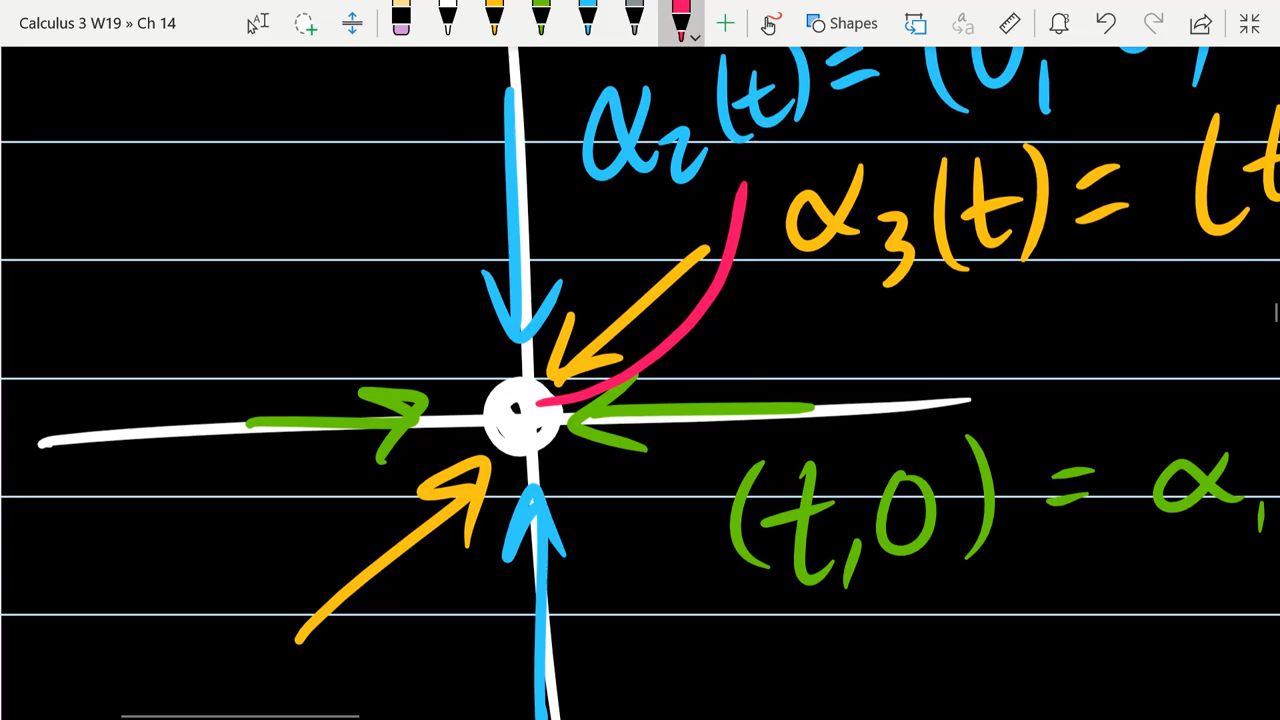 Calculus 3 W19 » Ch 14
Shapes
α₂(t) = (0,
α₃(t) = (t
(t,0) = α₁